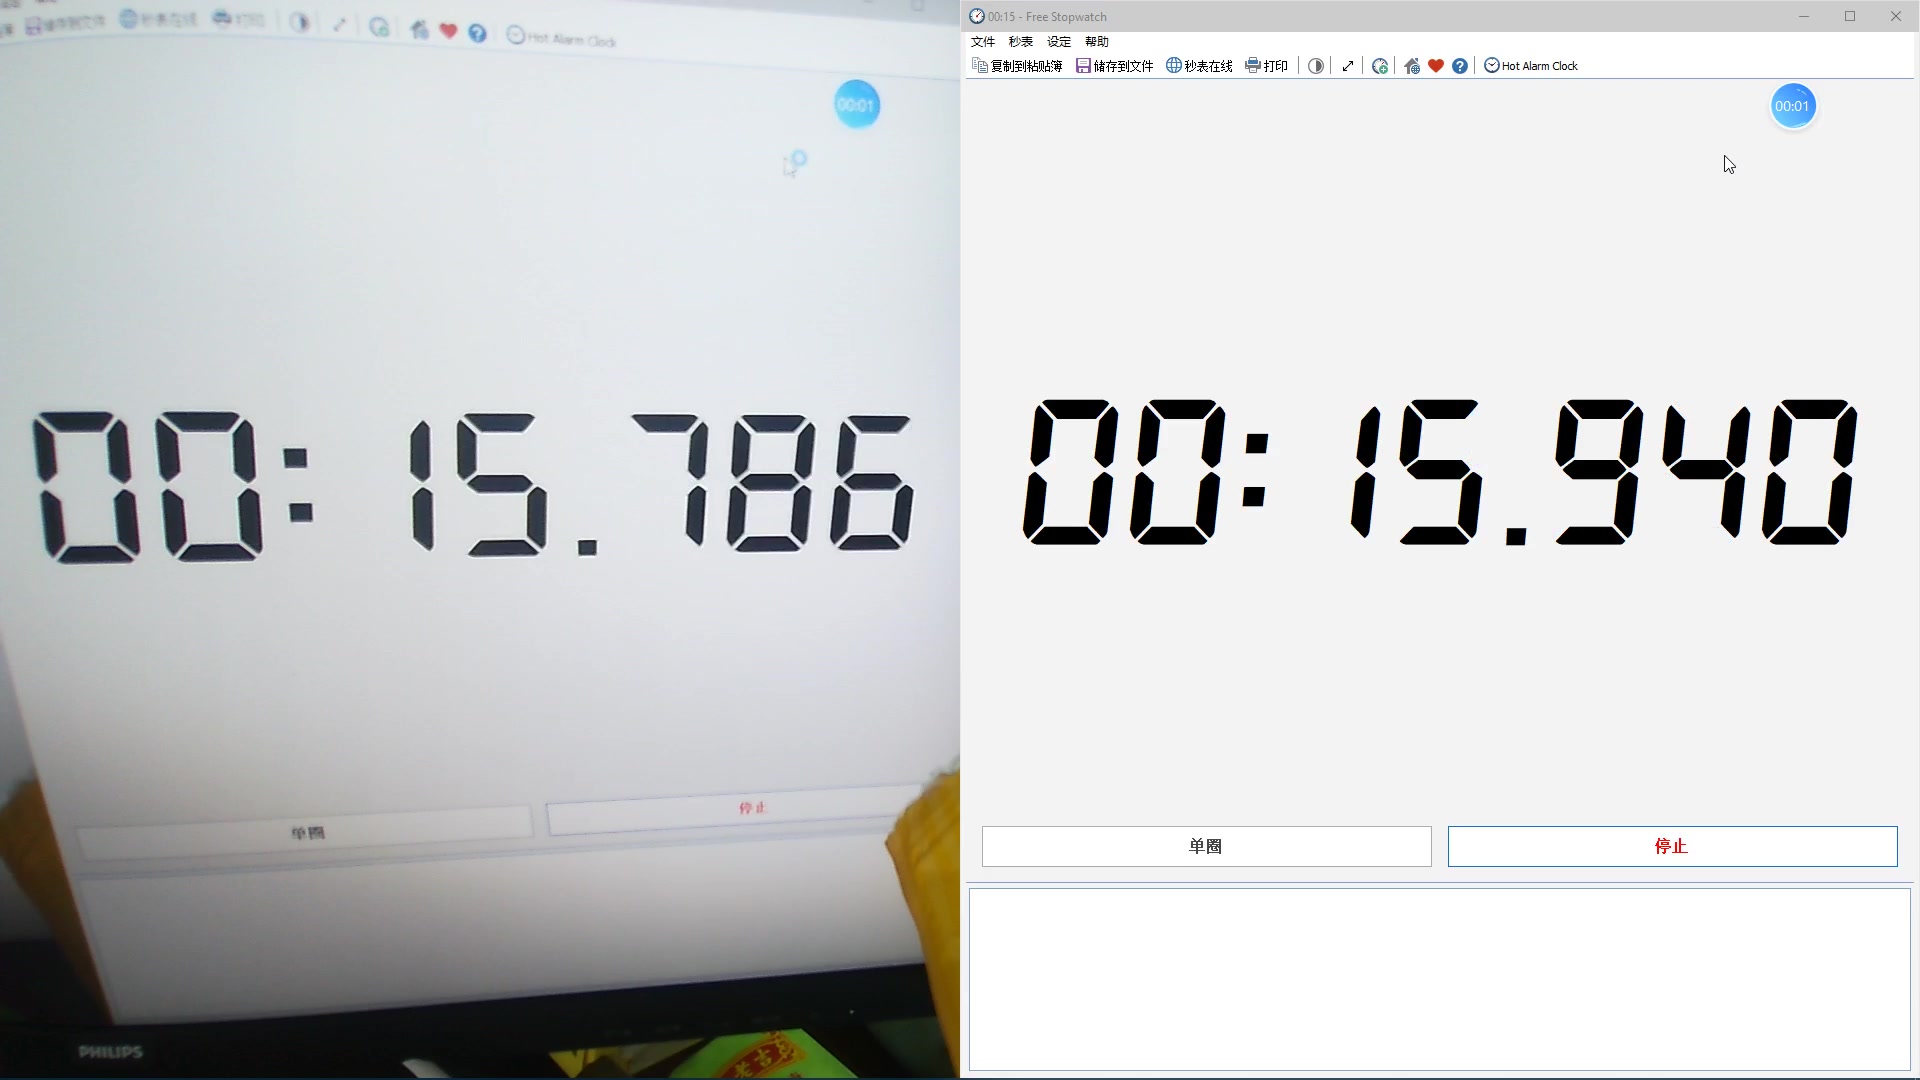 储存到文件 秒表在线 打印 Hot Alarm Clock
00:01
00:15.786
单圈 停止
PHILIPS
老吉
00:15 - Free Stopwatch
文件 秒表 设定 帮助
复制到粘贴簿 储存到文件 秒表在线 打印 Hot Alarm Clock
00:01
00:15.940
单圈 停止